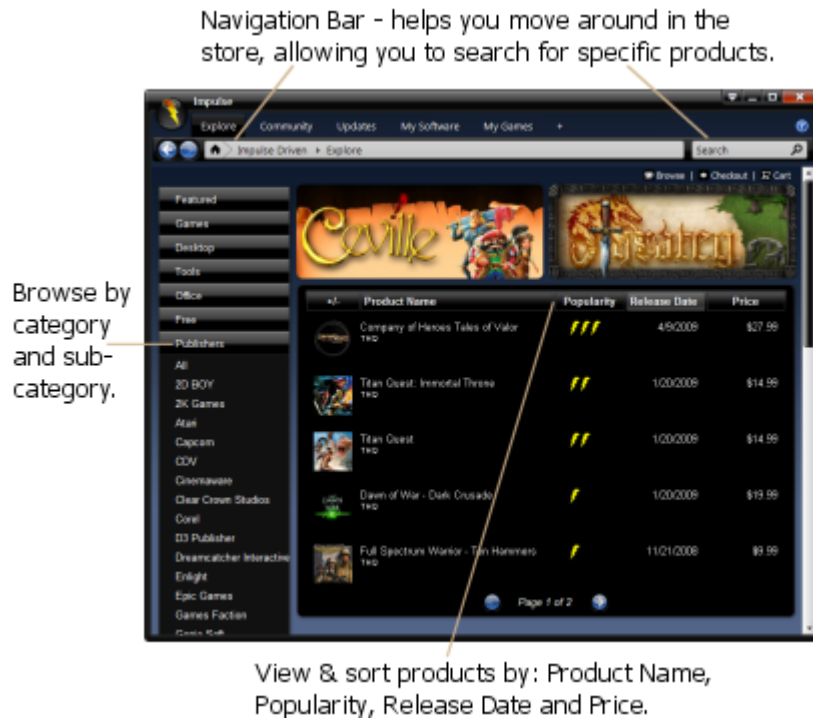 Navigation Bar - helps you move around in the
store, allowing you to search for specific products.
Impulse
Explore Community Updates My Software My Games +
Impulse Driven Explore Search
Browse | Checkout | Cart
Featured
Games
Desktop
Tools
Office
Free
Publishers
All
2D BOY
2K Games
Atari
Capcom
CDV
Cinemaware
Clear Crown Studios
Corel
D3 Publisher
Dreamcatcher Interactive
Enlight
Epic Games
Games Faction
Ceville
+/- Product Name Popularity Release Date Price
Company of Heroes Tales of Valor 4/9/2009 $27.99
THQ
Titan Quest: Immortal Throne 1/20/2009 $14.99
THQ
Titan Quest 1/20/2009 $14.99
THQ
Dawn of War - Dark Crusade 1/20/2009 $19.99
THQ
Full Spectrum Warrior - Ten Hammers 11/21/2008 $9.99
THQ
Page 1 of 2
Browse by
category
and sub-
category.
View & sort products by: Product Name,
Popularity, Release Date and Price.